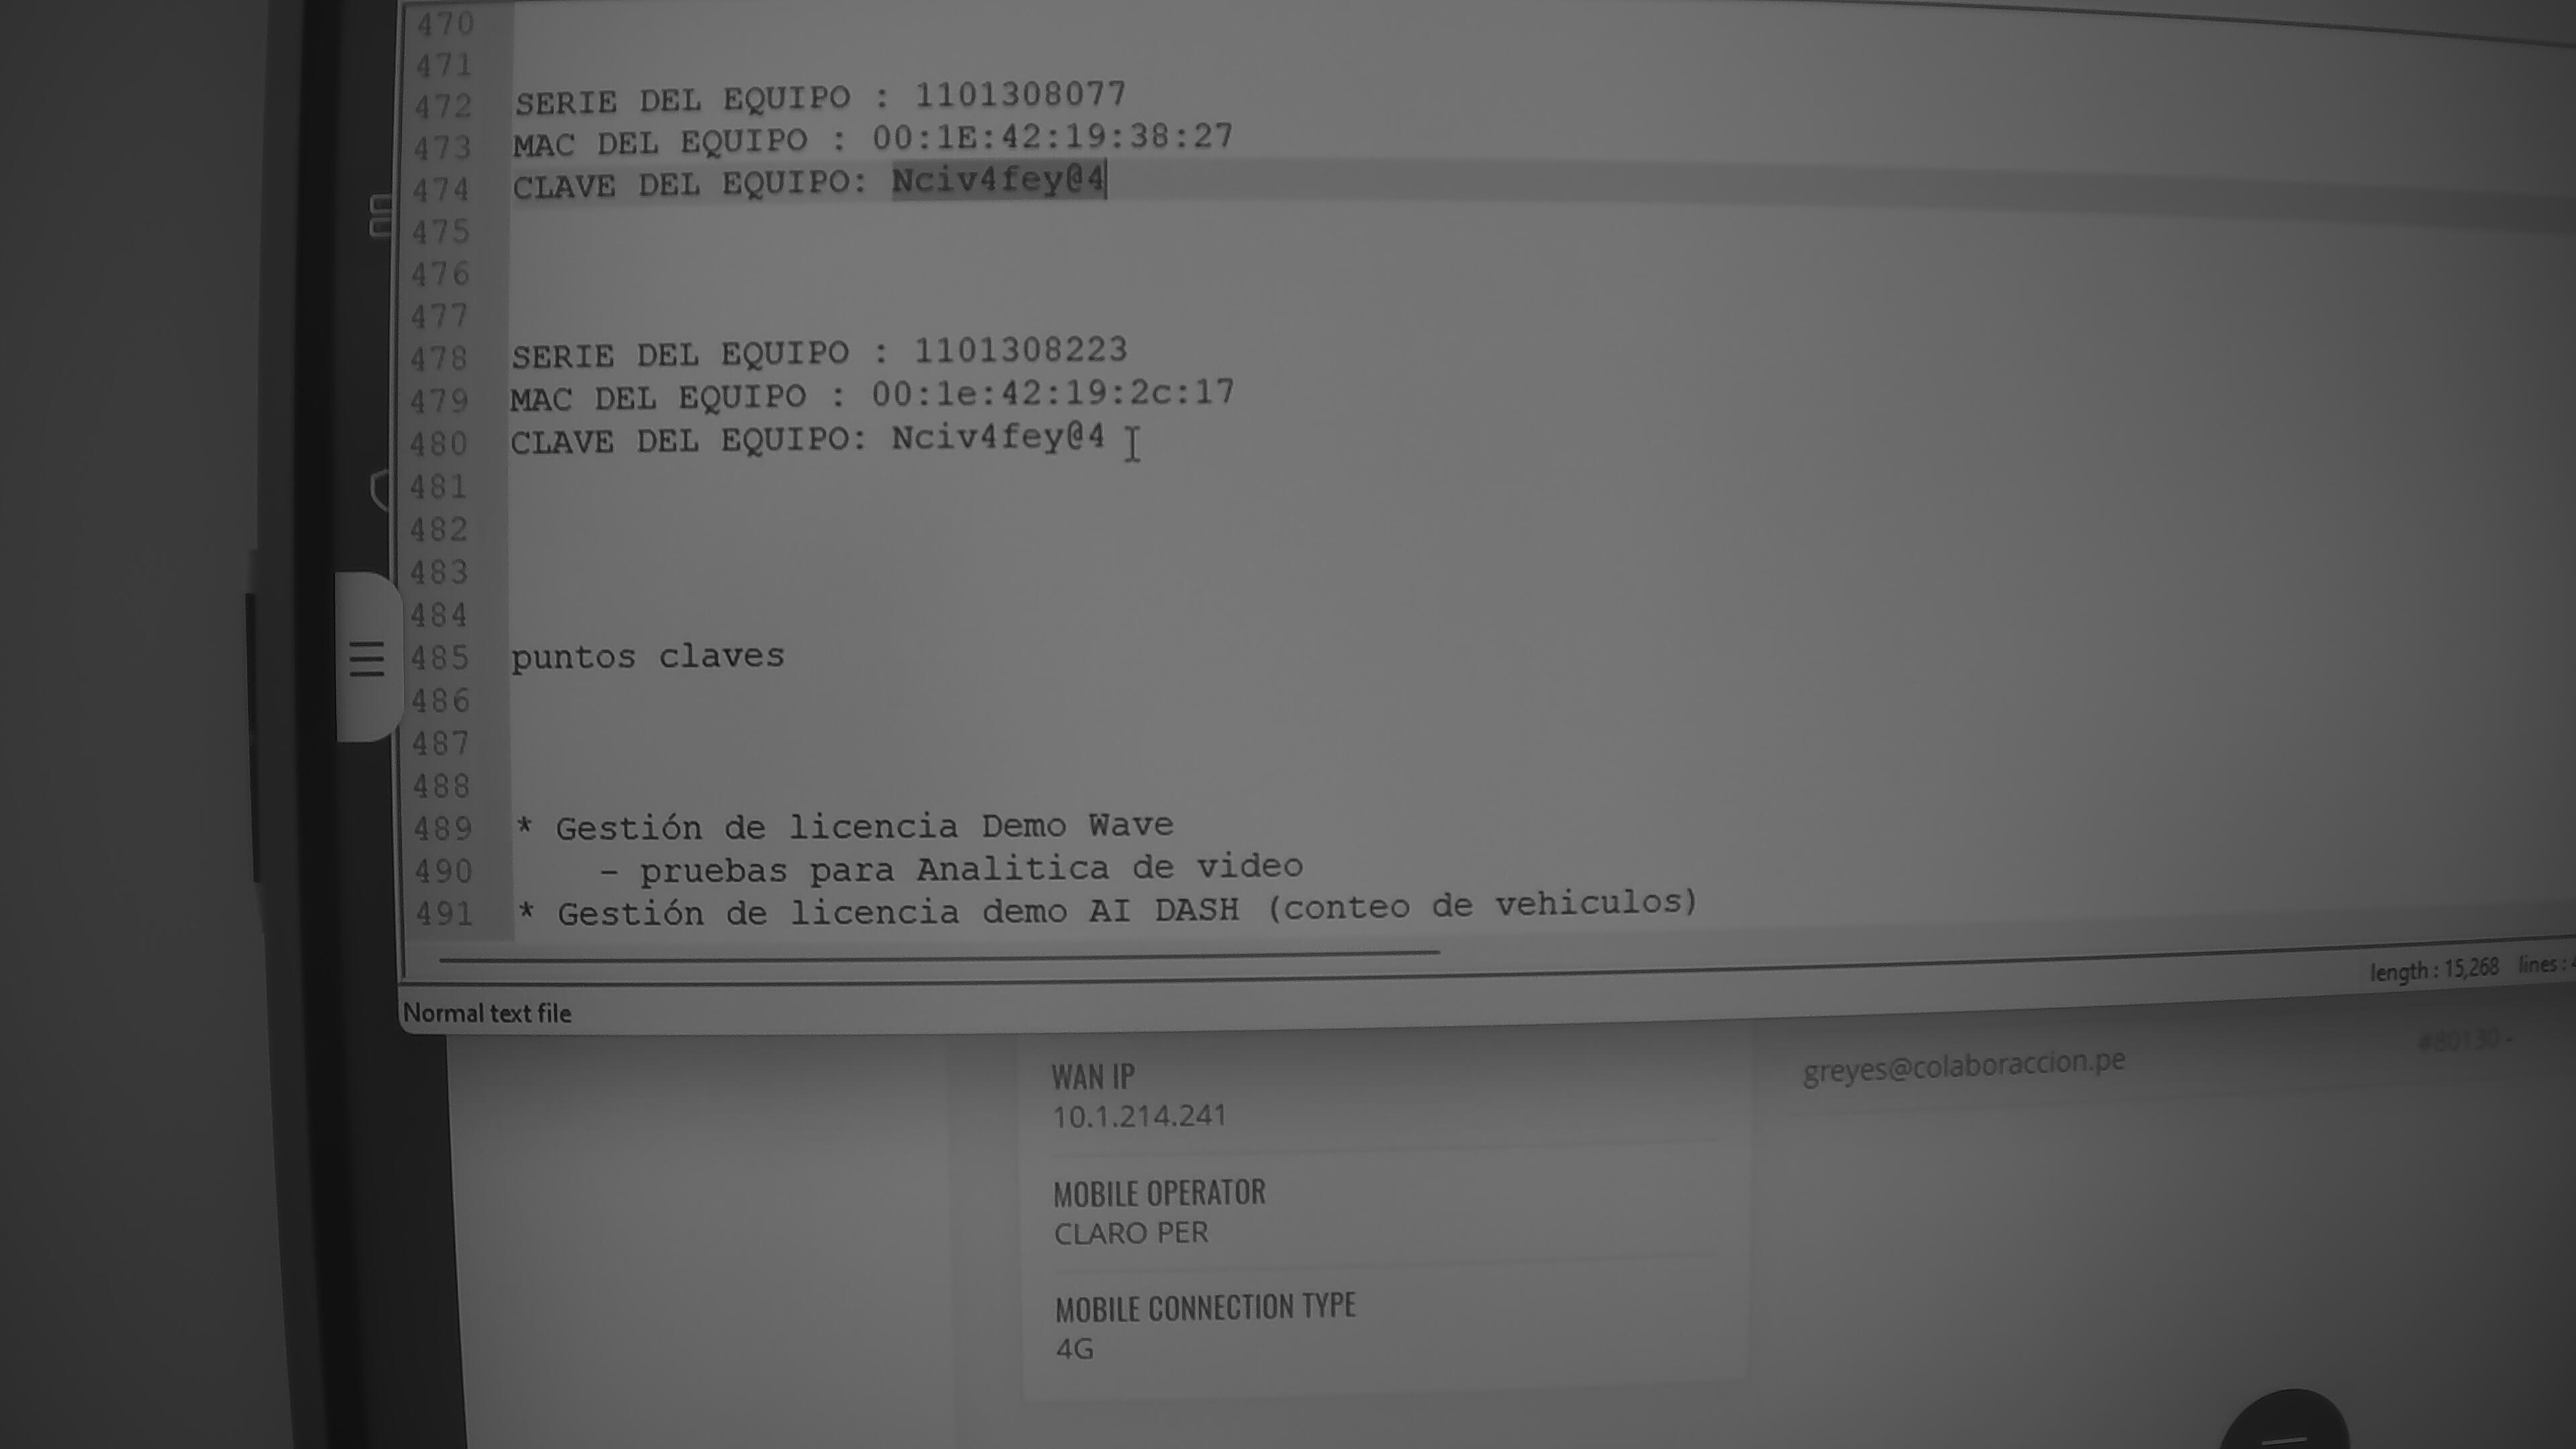 470
471
472 SERIE DEL EQUIPO : 1101308077
473 MAC DEL EQUIPO : 00:1E:42:19:38:27
474 CLAVE DEL EQUIPO: Nciv4fey@4
475
476
477
478 SERIE DEL EQUIPO : 1101308223
479 MAC DEL EQUIPO : 00:1e:42:19:2c:17
480 CLAVE DEL EQUIPO: Nciv4fey@4
481
482
483
484
485 puntos claves
486
487
488
489 * Gestión de licencia Demo Wave
490 - pruebas para Analitica de video
491 * Gestión de licencia demo AI DASH (conteo de vehiculos)
Normal text file
length : 15,268 lines :
WAN IP
10.1.214.241
greyes@colaboraccion.pe
#80130 -
MOBILE OPERATOR
CLARO PER
MOBILE CONNECTION TYPE
4G